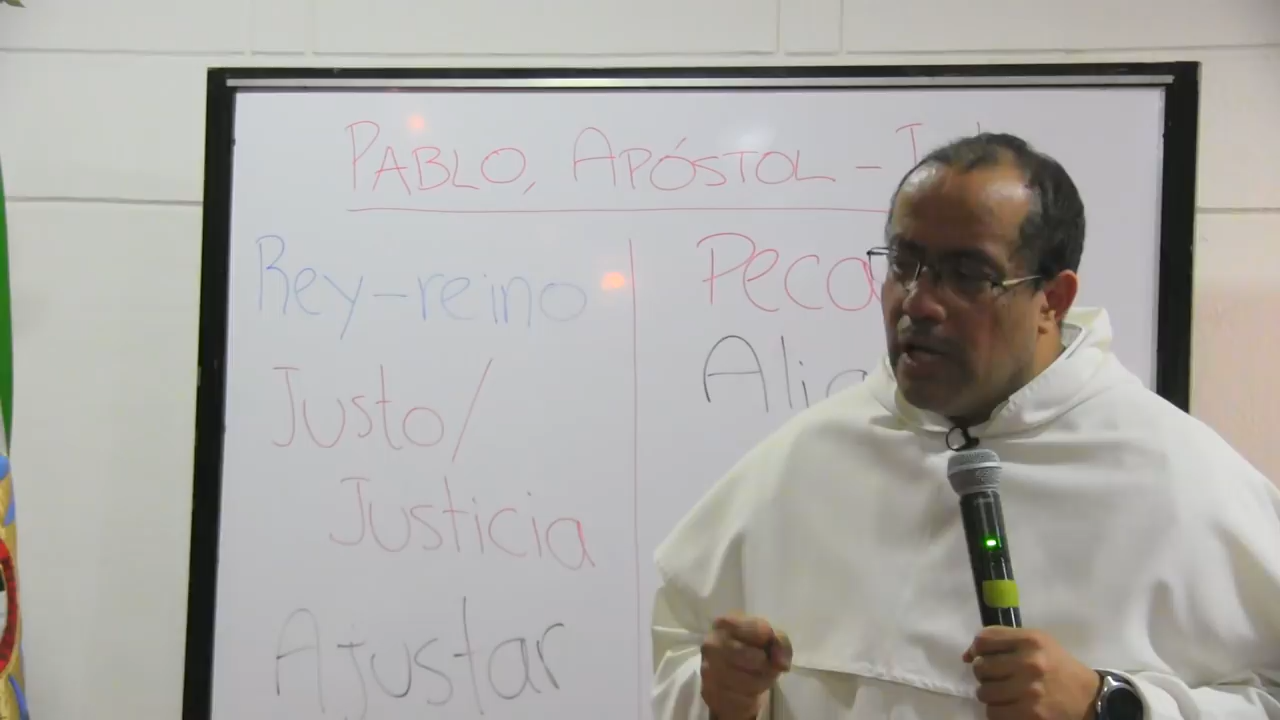 PABLO, APÓSTOL -
Rey-reino
Justo/
Justicia
Ajustar